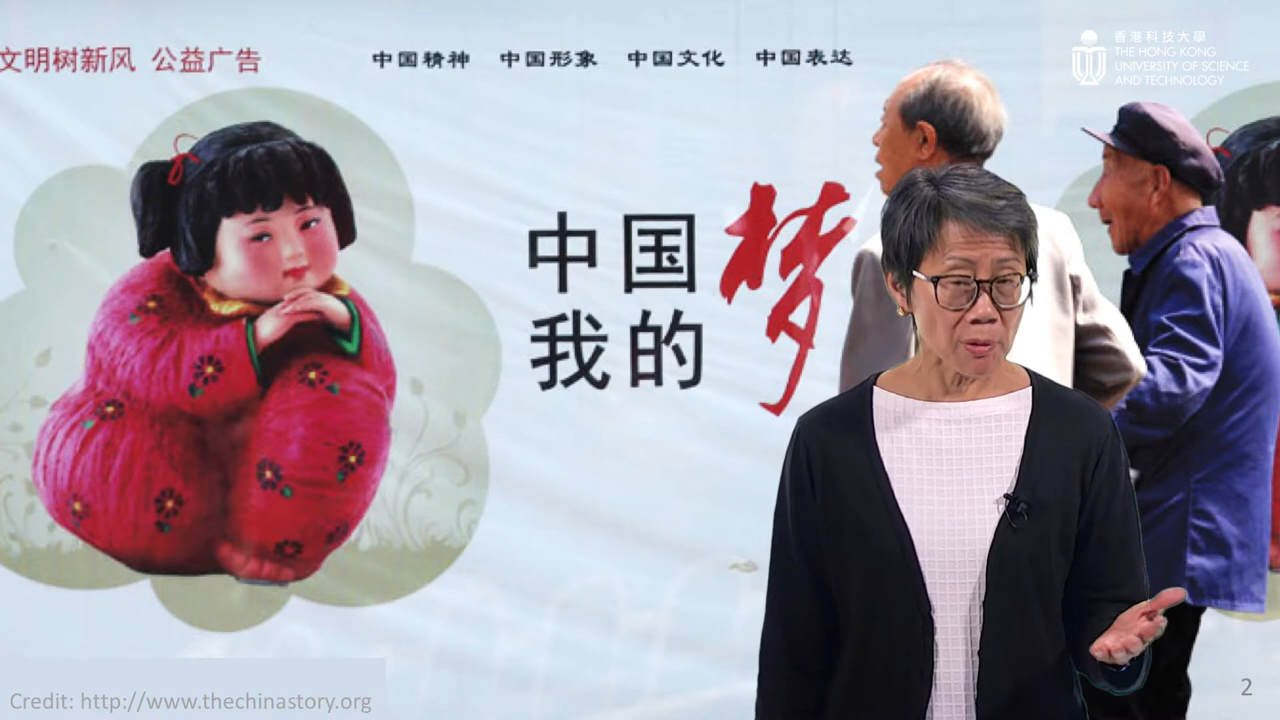 文明树新风 公益广告
中国精神 中国形象 中国文化 中国表达
香港科技大學
THE HONG KONG
UNIVERSITY OF SCIENCE
AND TECHNOLOGY
中国梦
我的
Credit: http://www.thechinastory.org
2